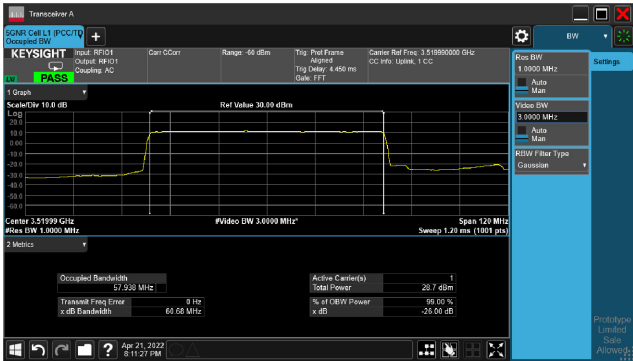 Transceiver A
5GNR Cell L1 (PCC/TD
Occupied BW
+
BW
KEYSIGHT
Input: RFIO1
Output: RFIO1
Coupling: AC
LW
PASS
Corr CCorr
Range: -60 dBm
Trig: Pret Frame
Aligned
Trig Delay: 4.450 ms
Gate: FFT
Carrier Ref Freq: 3.519990000 GHz
CC Info: Uplink, 1 CC
Res BW
1.0000 MHz
Auto
Man
Settings
Video BW
3.0000 MHz
Auto
Man
RBW Filter Type
Gaussian
1 Graph
Scale/Div 10.0 dB
Ref Value 30.00 dBm
Log
20.0
10.0
0.00
-10.0
-20.0
-30.0
-40.0
-50.0
-60.0
Center 3.51999 GHz
#Video BW 3.0000 MHz*
Span 120 MHz
#Res BW 1.0000 MHz
Sweep 1.20 ms (1001 pts)
2 Metrics
Occupied Bandwidth
57.938 MHz
Transmit Freq Error 0 Hz
x dB Bandwidth 60.68 MHz
Active Carrier(s) 1
Total Power 28.7 dBm
% of OBW Power 99.00 %
x dB -26.00 dB
Apr 21, 2022
8:11:27 PM
?
Prototype
Limited
Sale
Allowed